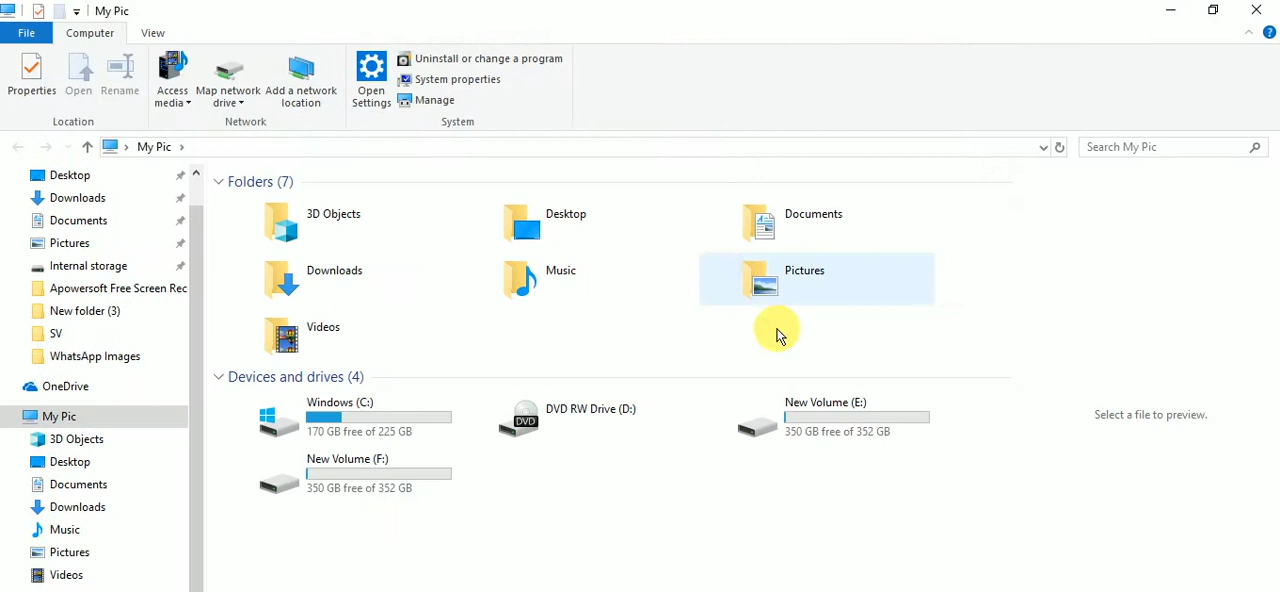 My Pic
File Computer View
Properties Open Rename Access media Map network drive Add a network location Open Settings Uninstall or change a program
System properties
Manage
Location Network System
My Pic Search My Pic
Desktop
Downloads
Documents
Pictures
Internal storage
Apowersoft Free Screen Rec
New folder (3)
SV
WhatsApp Images
OneDrive
My Pic
3D Objects
Desktop
Documents
Downloads
Music
Pictures
Videos
Folders (7)
3D Objects Desktop Documents
Downloads Music Pictures
Videos
Devices and drives (4)
Windows (C:)
170 GB free of 225 GB
DVD RW Drive (D:)
DVD
New Volume (E:)
350 GB free of 352 GB
New Volume (F:)
350 GB free of 352 GB
Select a file to preview.